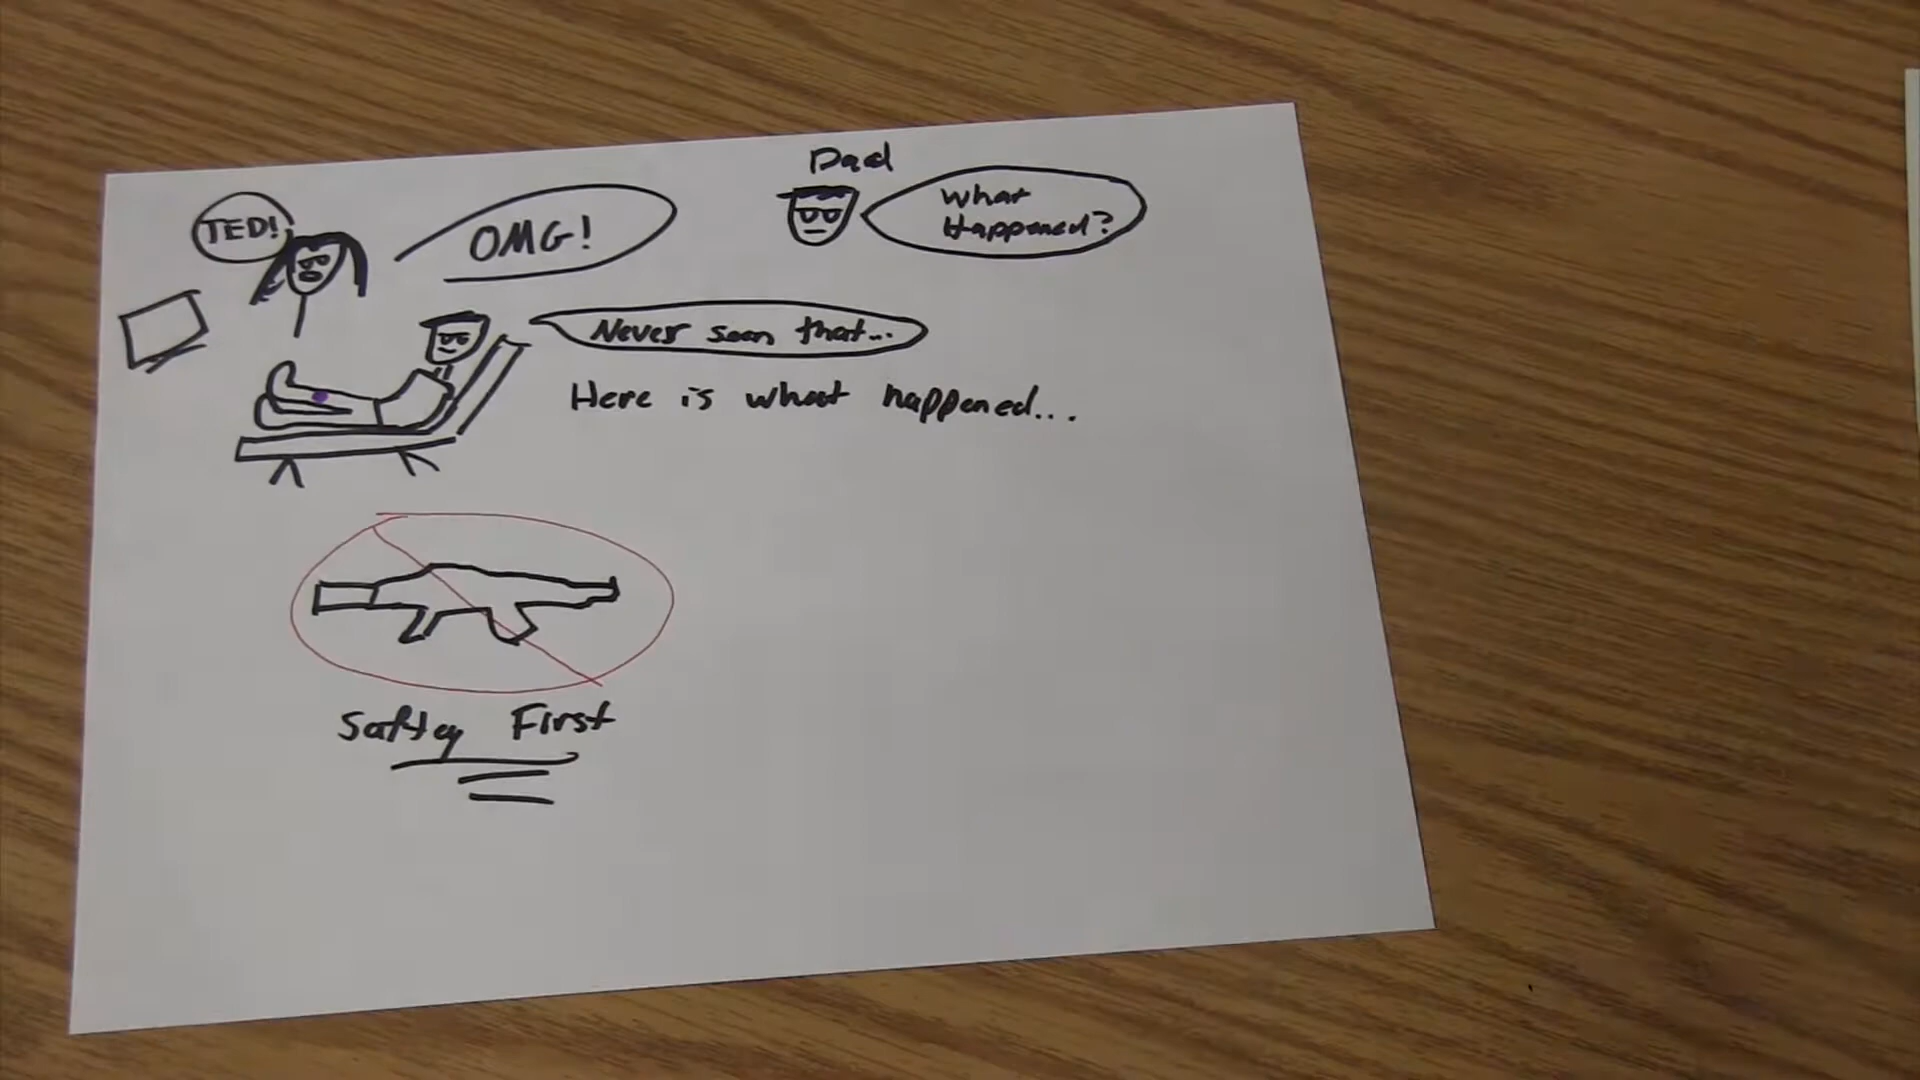 Dad
TED!
OMG!
What
Happened?
Never seen that...
Here is what happened...
Saftey First